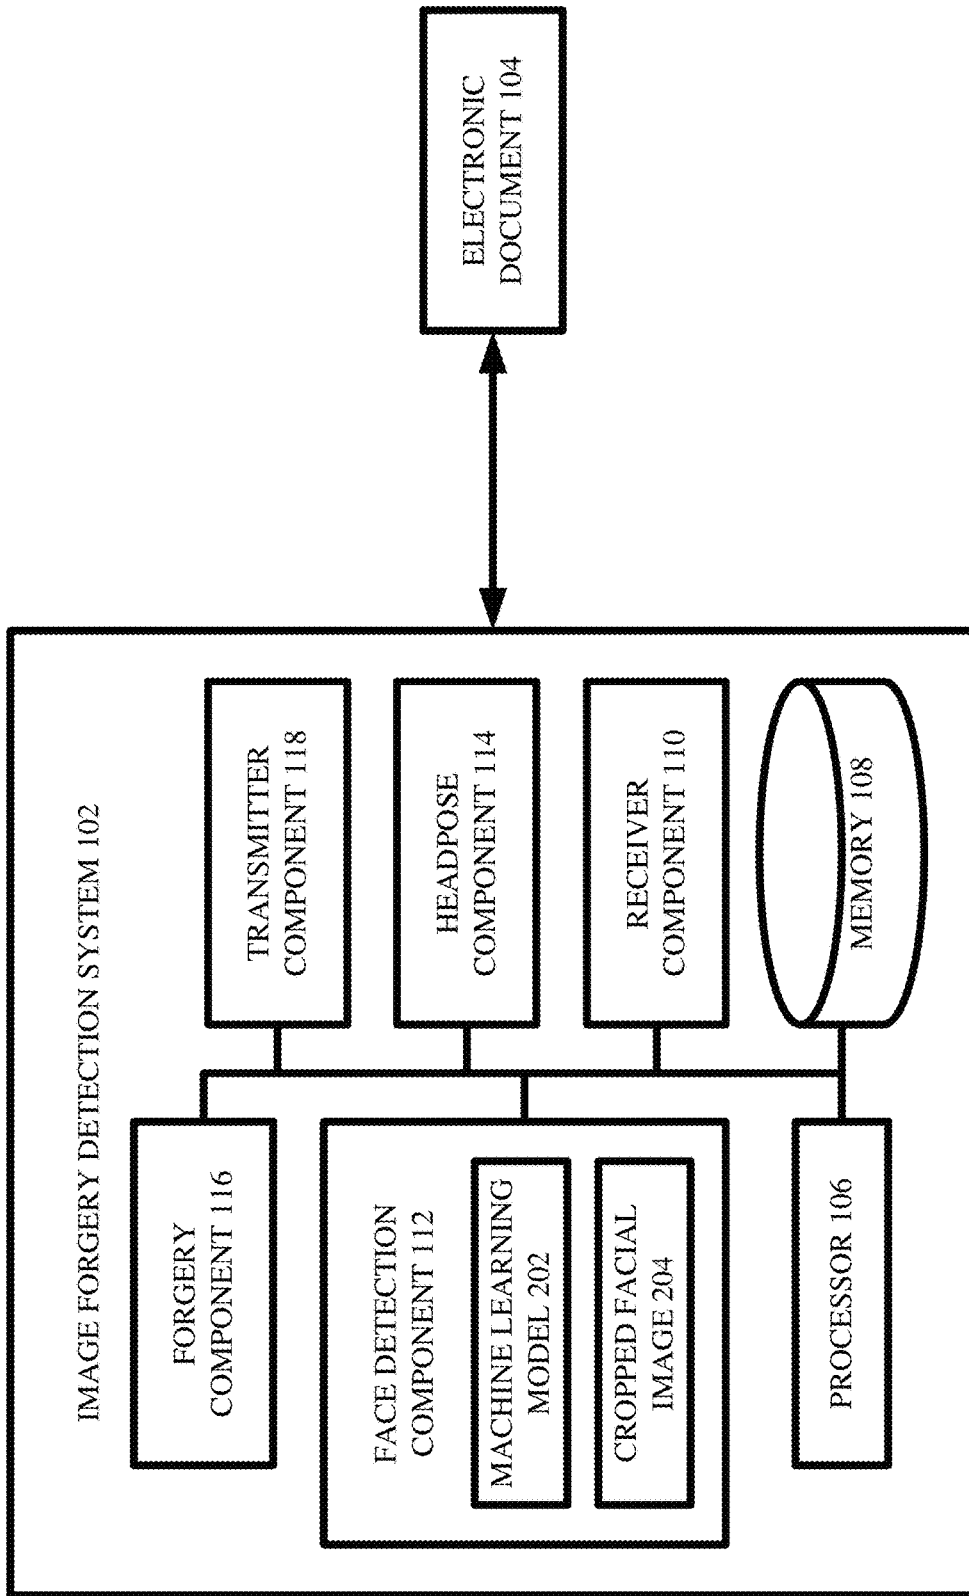 IMAGE FORGERY DETECTION SYSTEM 102
FORGERY
COMPONENT 116
TRANSMITTER
COMPONENT 118
FACE DETECTION
COMPONENT 112
MACHINE LEARNING
MODEL 202
CROPPED FACIAL
IMAGE 204
HEADPOSE
COMPONENT 114
RECEIVER
COMPONENT 110
PROCESSOR 106
MEMORY 108
ELECTRONIC
DOCUMENT 104